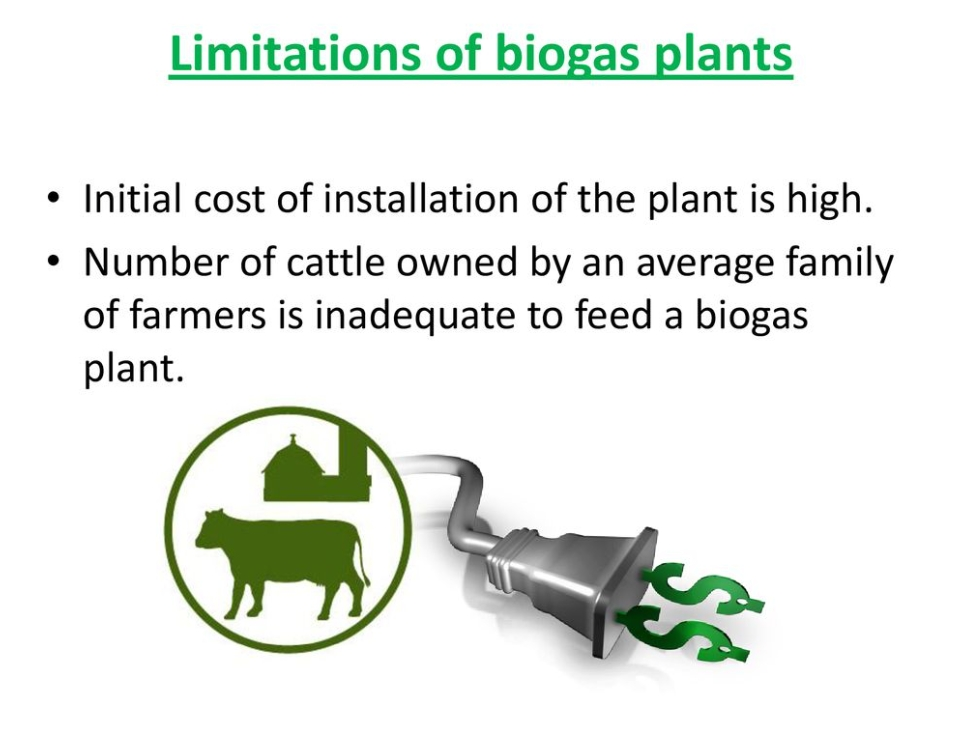 Limitations of biogas plants
• Initial cost of installation of the plant is high.
• Number of cattle owned by an average family
of farmers is inadequate to feed a biogas
plant.
$
$